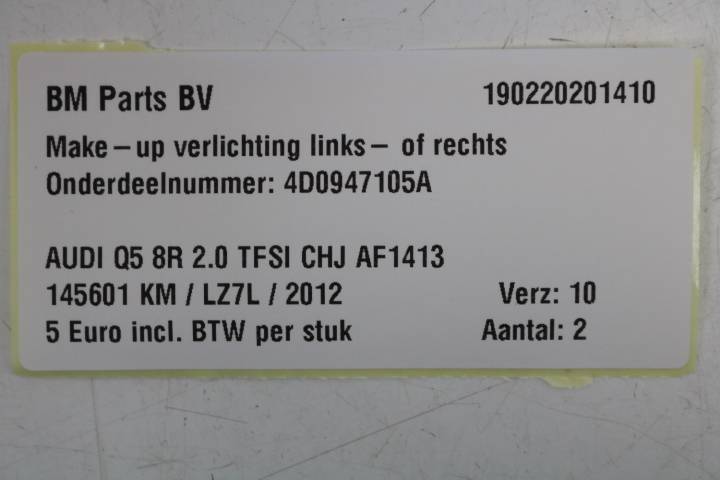 BM Parts BV 190220201410
Make-up verlichting links- of rechts
Onderdeelnummer: 4D0947105A
AUDI Q5 8R 2.0 TFSI CHJ AF1413
145601 KM / LZ7L / 2012 Verz: 10
5 Euro incl. BTW per stuk Aantal: 2